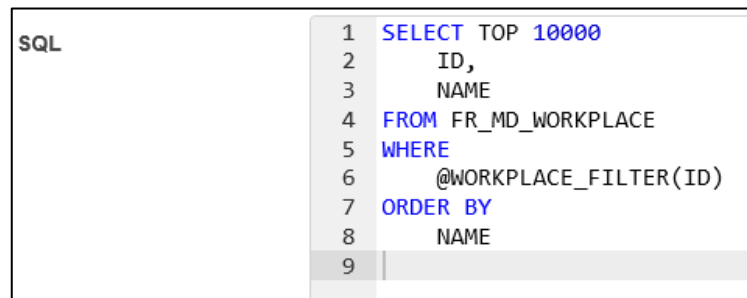 SQL
1 SELECT TOP 10000
2     ID,
3     NAME
4 FROM FR_MD_WORKPLACE
5 WHERE
6     @WORKPLACE_FILTER(ID)
7 ORDER BY
8     NAME
9